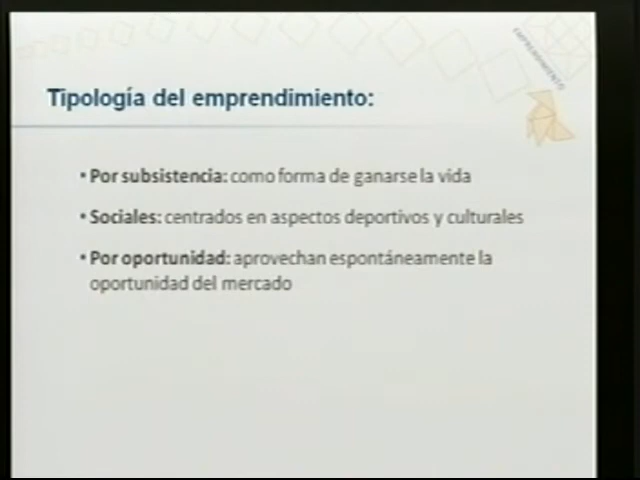 EMPRENDIMIENTO
Tipología del emprendimiento:
• Por subsistencia: como forma de ganarse la vida
• Sociales: centrados en aspectos deportivos y culturales
• Por oportunidad: aprovechan espontáneamente la
oportunidad del mercado